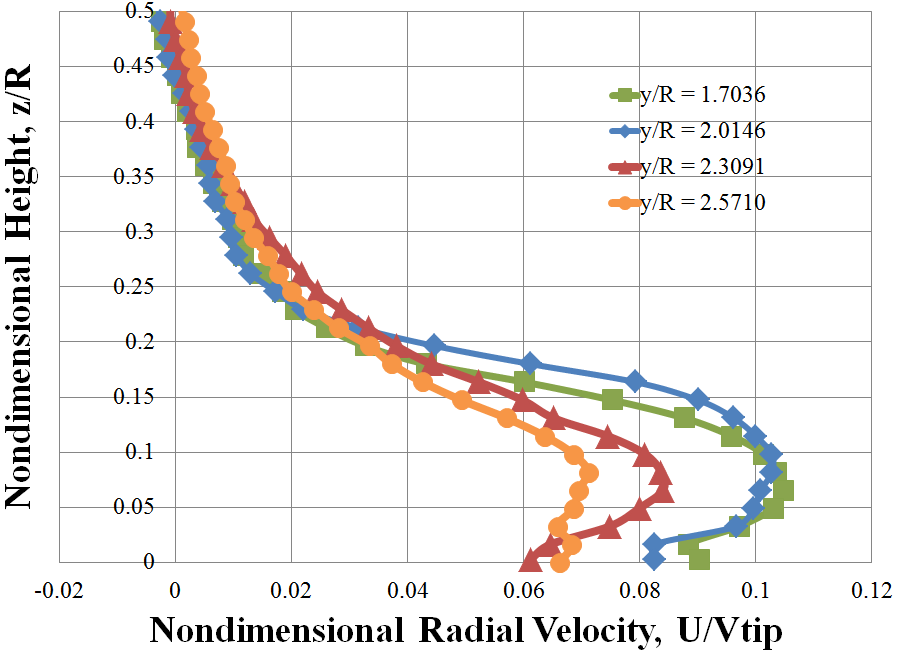 Nondimensional Height, z/R
0.5
0.45
0.4
0.35
0.3
0.25
0.2
0.15
0.1
0.05
0
y/R = 1.7036
y/R = 2.0146
y/R = 2.3091
y/R = 2.5710
-0.02 0 0.02 0.04 0.06 0.08 0.1 0.12
Nondimensional Radial Velocity, U/Vtip